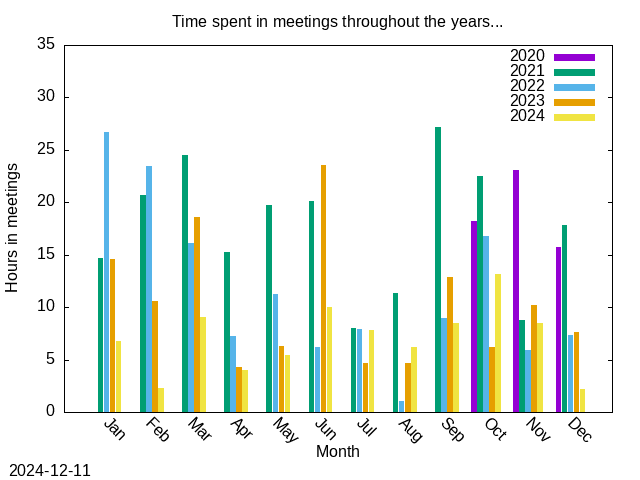 Time spent in meetings throughout the years...
35
30
25
20
15
10
5
0
Hours in meetings
2020
2021
2022
2023
2024
Jan
Feb
Mar
Apr
May
Jun
Jul
Aug
Sep
Oct
Nov
Dec
Month
2024-12-11